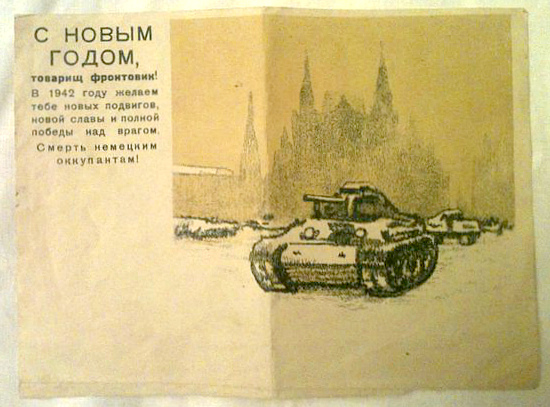 С НОВЫМ
ГОДОМ,
товарищ фронтовик!
В 1942 году желаем
тебе новых подвигов,
новой славы и полной
победы над врагом.
Смерть немецким
оккупантам!